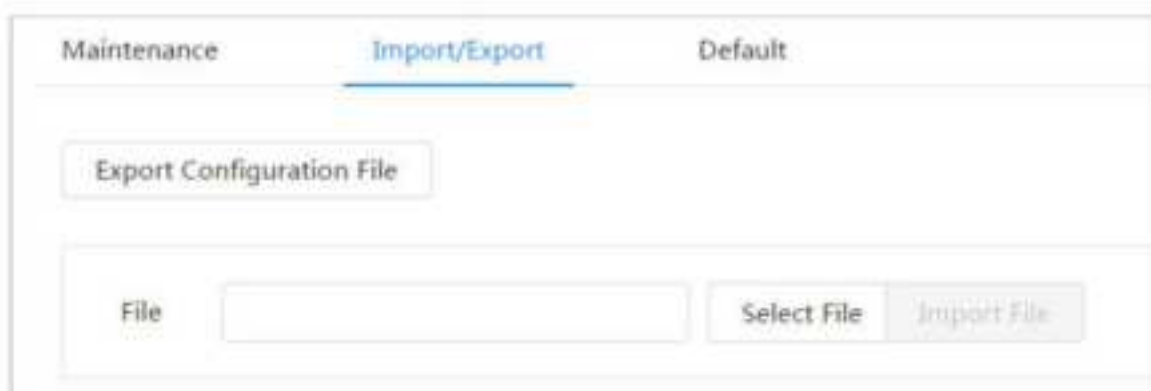 Maintenance Import/Export Default
Export Configuration File
File Select File Import File